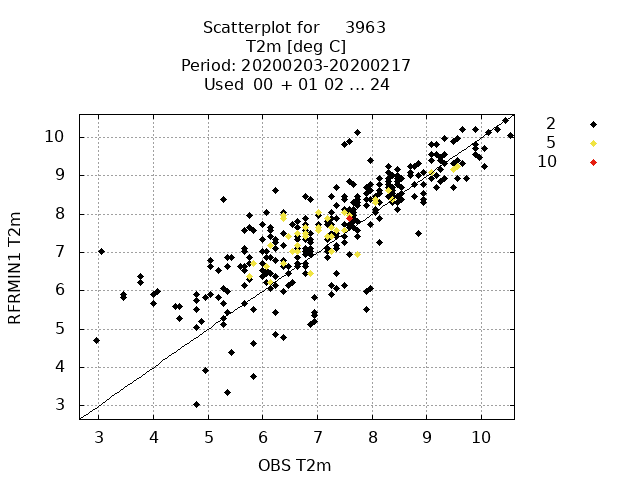 Scatterplot for 3963
T2m [deg C]
Period: 20200203-20200217
Used 00 + 01 02 ... 24
2
5
10
10
9
8
7
6
5
4
3
RFRMIN1 T2m
3 4 5 6 7 8 9 10
OBS T2m